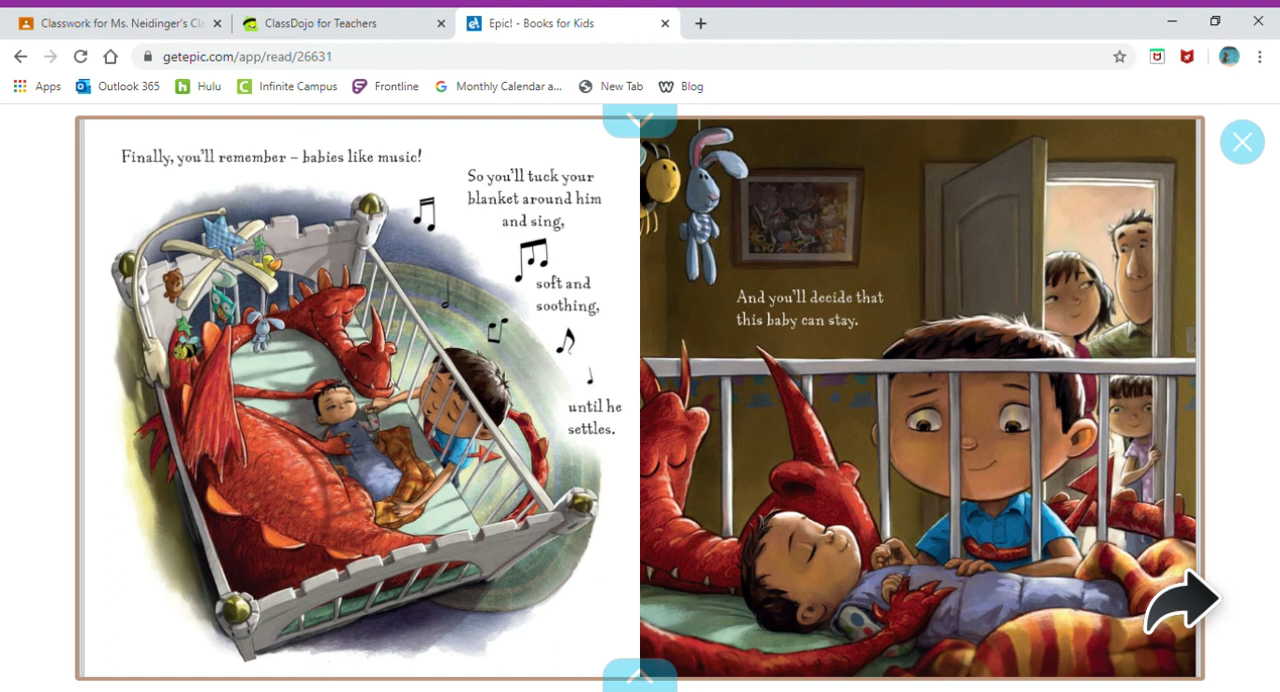 Classwork for Ms. Neidinger's Cl
ClassDojo for Teachers
Epic! - Books for Kids
getepic.com/app/read/26631
Apps
Outlook 365
Hulu
Infinite Campus
Frontline
Monthly Calendar a...
New Tab
Blog
Finally, you'll remember – babies like music!
So you'll tuck your
blanket around him
and sing,
soft and
soothing,
until he
settles.
And you'll decide that
this baby can stay.